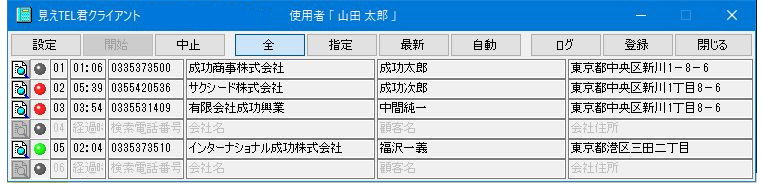 見えTEL君クライアント 使用者「 山田 太郎 」
設定 開始 中止 全 指定 最新 自動 ログ 登録 閉じる
01 01:06 0335373500 成功商事株式会社 成功太郎 東京都中央区新川1－8－6
02 05:39 0355420536 サクシード株式会社 成功次郎 東京都中央区新川1丁目8－6
03 03:54 0335531409 有限会社成功興業 中間純一 東京都中央区新川1丁目8－6
04 経過時 検索電話番号 会社名 顧客名 会社住所
05 02:04 0335373510 インターナショナル成功株式会社 福沢一義 東京都港区三田二丁目
06 経過時 検索電話番号 会社名 顧客名 会社住所